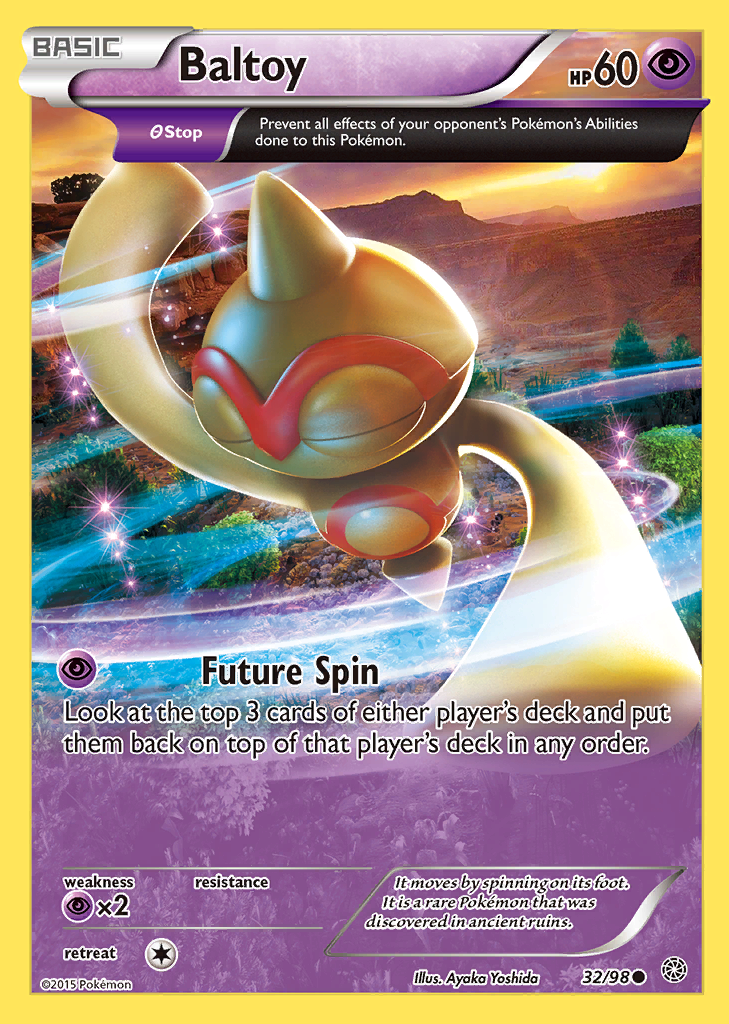 BASIC
Baltoy
HP60
θStop
Prevent all effects of your opponent's Pokémon's Abilities
done to this Pokémon.
Future Spin
Look at the top 3 cards of either player's deck and put
them back on top of that player's deck in any order.
weakness
resistance
×2
retreat
It moves by spinning on its foot.
It is a rare Pokémon that was
discovered in ancient ruins.
©2015 Pokémon
Illus. Ayaka Yoshida
32/98